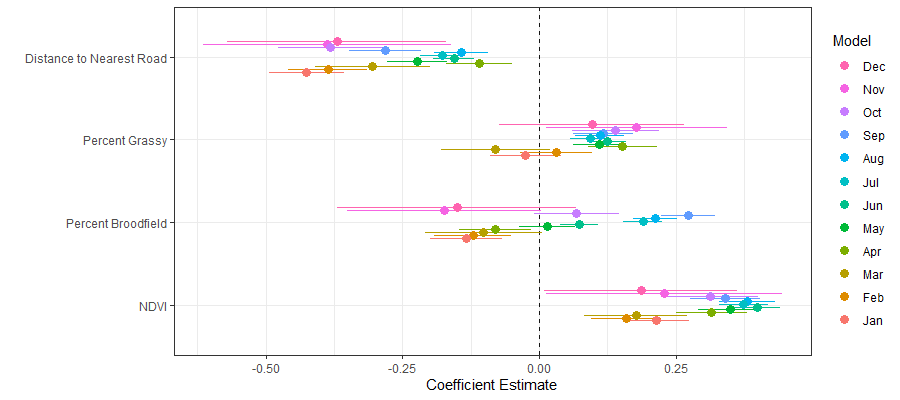 Distance to Nearest Road
Percent Grassy
Percent Broodfield
NDVI
-0.50
-0.25
0.00
0.25
Coefficient Estimate
Model
Dec
Nov
Oct
Sep
Aug
Jul
Jun
May
Apr
Mar
Feb
Jan